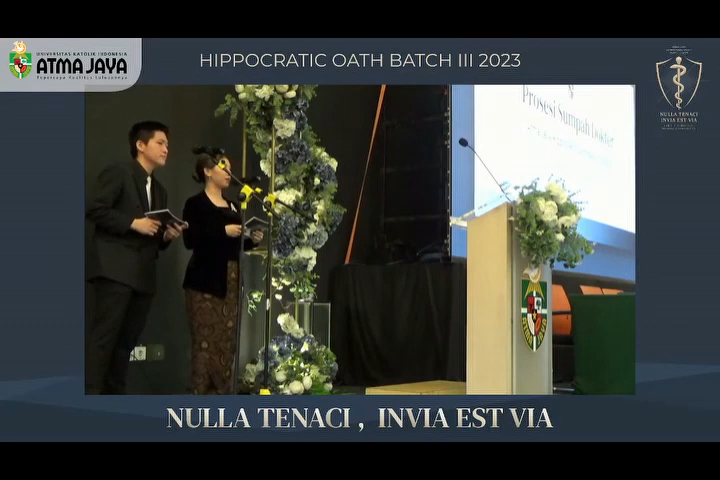 UNIVERSITAS KATOLIK INDONESIA
ATMA JAYA
HIPPOCRATIC OATH BATCH III 2023
NULLA TENACI
INVIA EST VIA
Prosesi Sumpah Dokter
NULLA TENACI , INVIA EST VIA